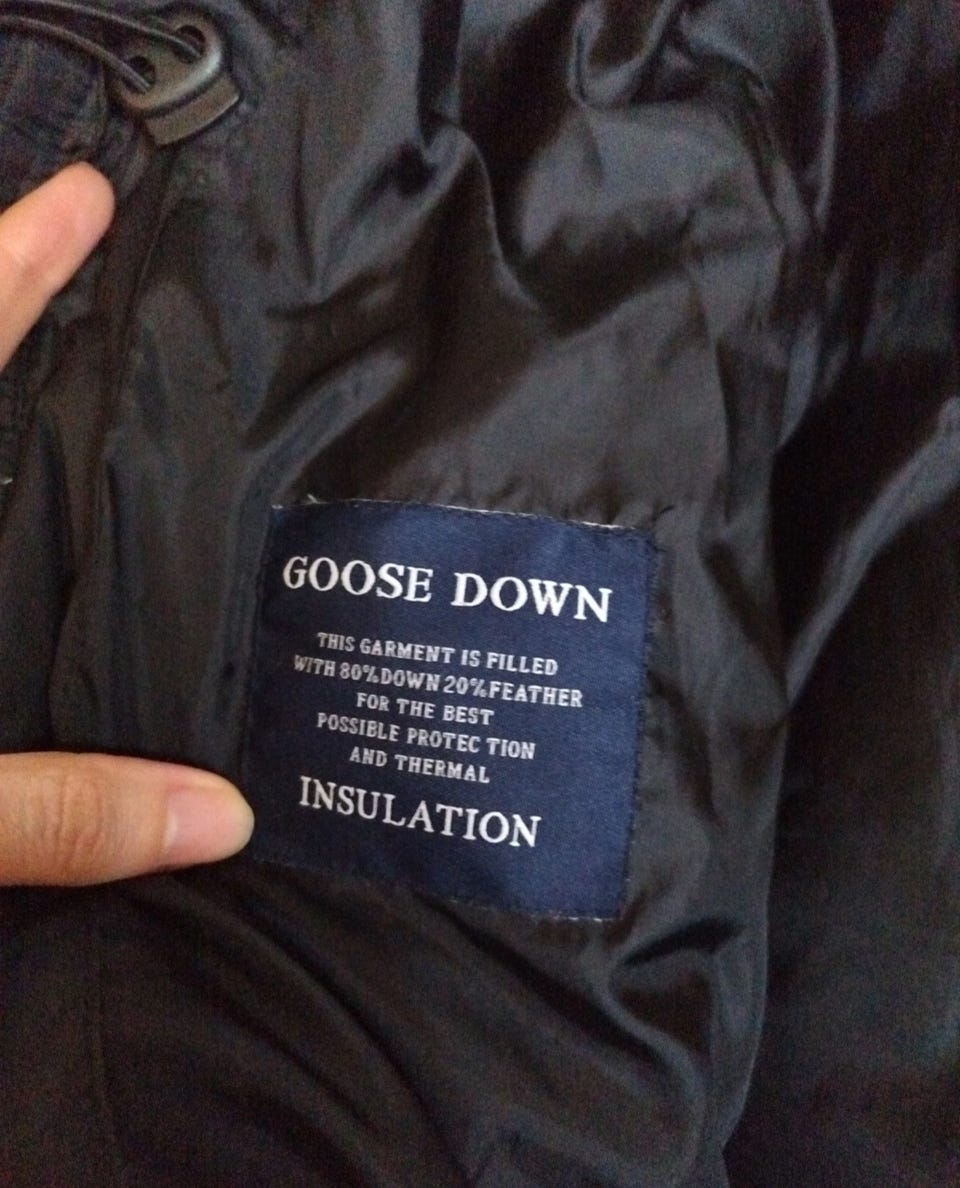 GOOSE DOWN
THIS GARMENT IS FILLED
WITH 80% DOWN 20% FEATHER
FOR THE BEST
POSSIBLE PROTEC TION
AND THERMAL
INSULATION